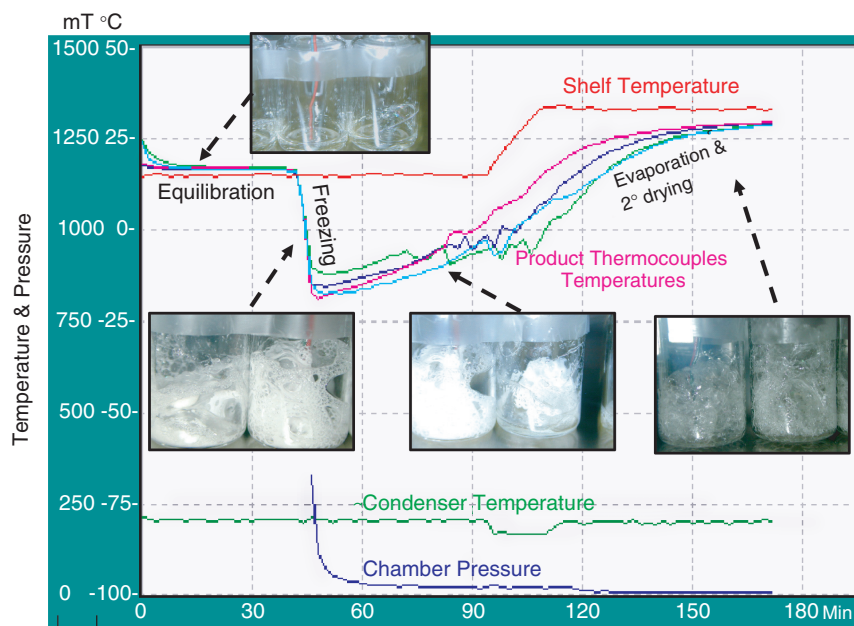 mT °C
1500 50-
Shelf Temperature
1250 25-
Equilibration
Freezing
Evaporation &
2° drying
1000 0-
Product Thermocouples
Temperatures
750 -25-
Temperature & Pressure
500 -50-
250 -75-
Condenser Temperature
Chamber Pressure
0 -100-
0 30 60 90 120 150 180 Min